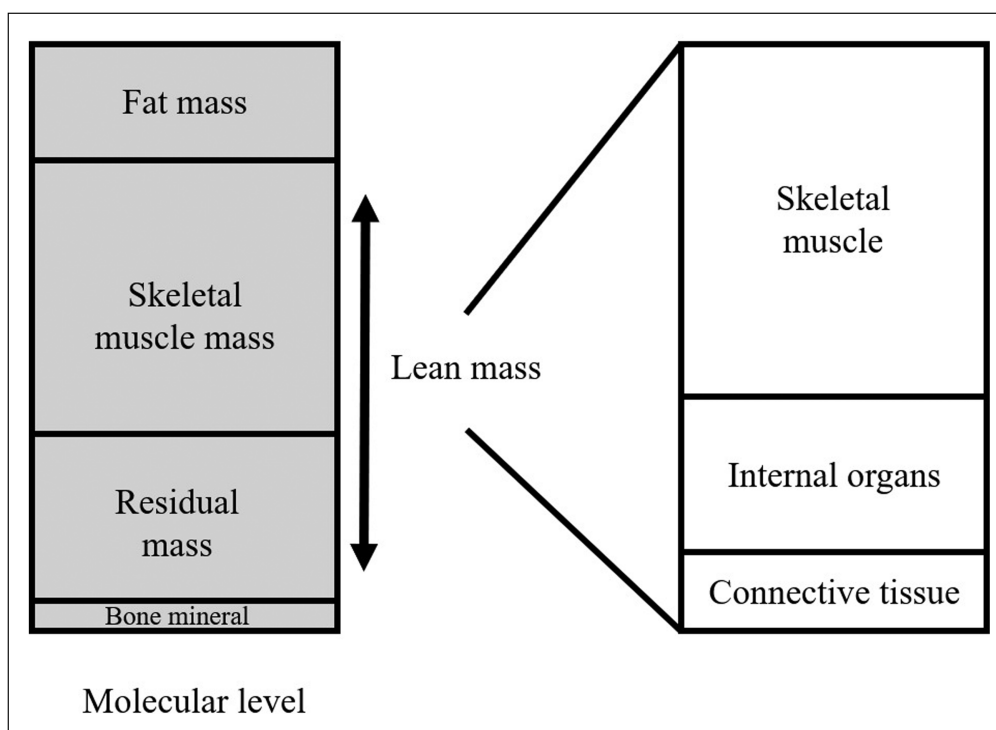 Fat mass
Skeletal
muscle mass
Residual
mass
Bone mineral
Molecular level
Lean mass
Skeletal
muscle
Internal organs
Connective tissue